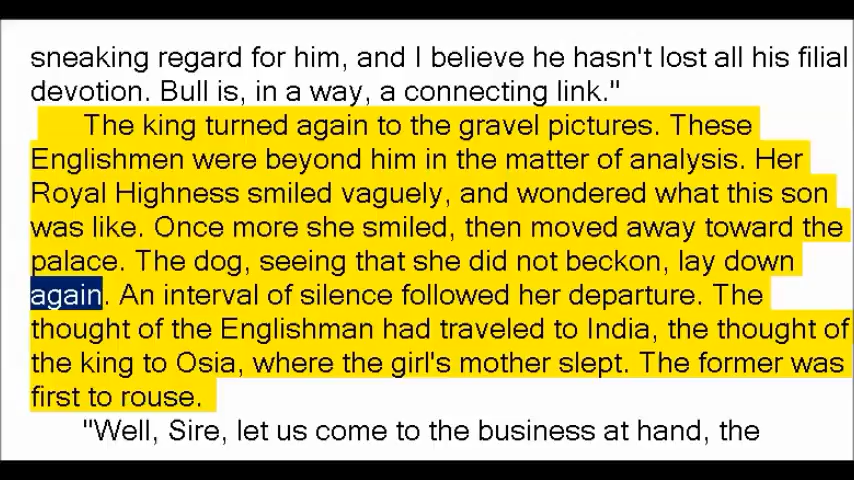 sneaking regard for him, and I believe he hasn't lost all his filial
devotion. Bull is, in a way, a connecting link."
The king turned again to the gravel pictures. These
Englishmen were beyond him in the matter of analysis. Her
Royal Highness smiled vaguely, and wondered what this son
was like. Once more she smiled, then moved away toward the
palace. The dog, seeing that she did not beckon, lay down
again. An interval of silence followed her departure. The
thought of the Englishman had traveled to India, the thought of
the king to Osia, where the girl's mother slept. The former was
first to rouse.
"Well, Sire, let us come to the business at hand, the